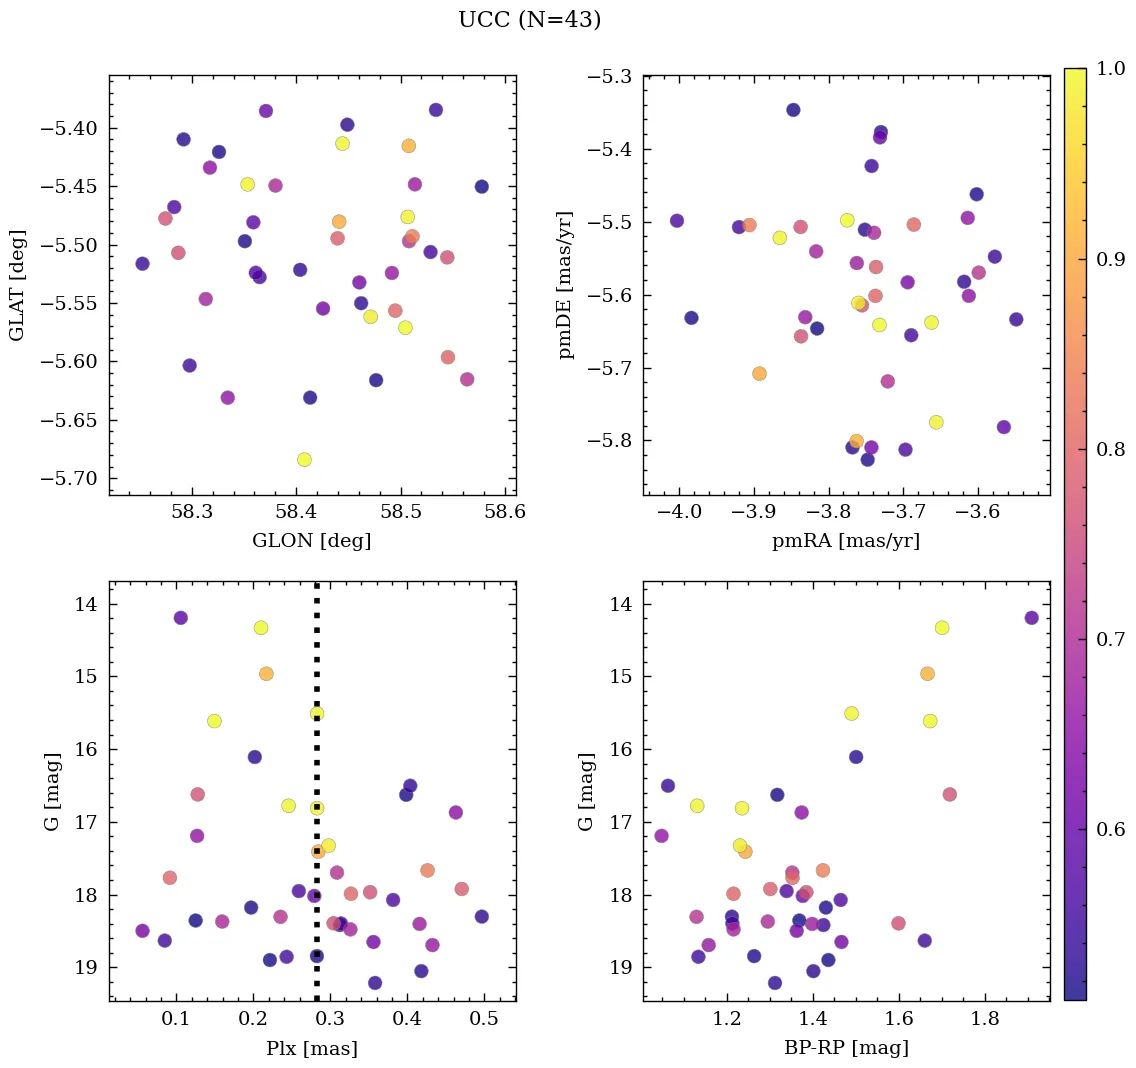 UCC (N=43)
−5.40
−5.45
−5.50
−5.55
−5.60
−5.65
−5.70
GLAT [deg]
58.3 58.4 58.5 58.6
GLON [deg]
−5.3
−5.4
−5.5
−5.6
−5.7
−5.8
pmDE [mas/yr]
−4.0 −3.9 −3.8 −3.7 −3.6
pmRA [mas/yr]
1.0
0.9
0.8
0.7
0.6
14
15
16
17
18
19
G [mag]
0.1 0.2 0.3 0.4 0.5
Plx [mas]
14
15
16
17
18
19
G [mag]
1.2 1.4 1.6 1.8
BP-RP [mag]